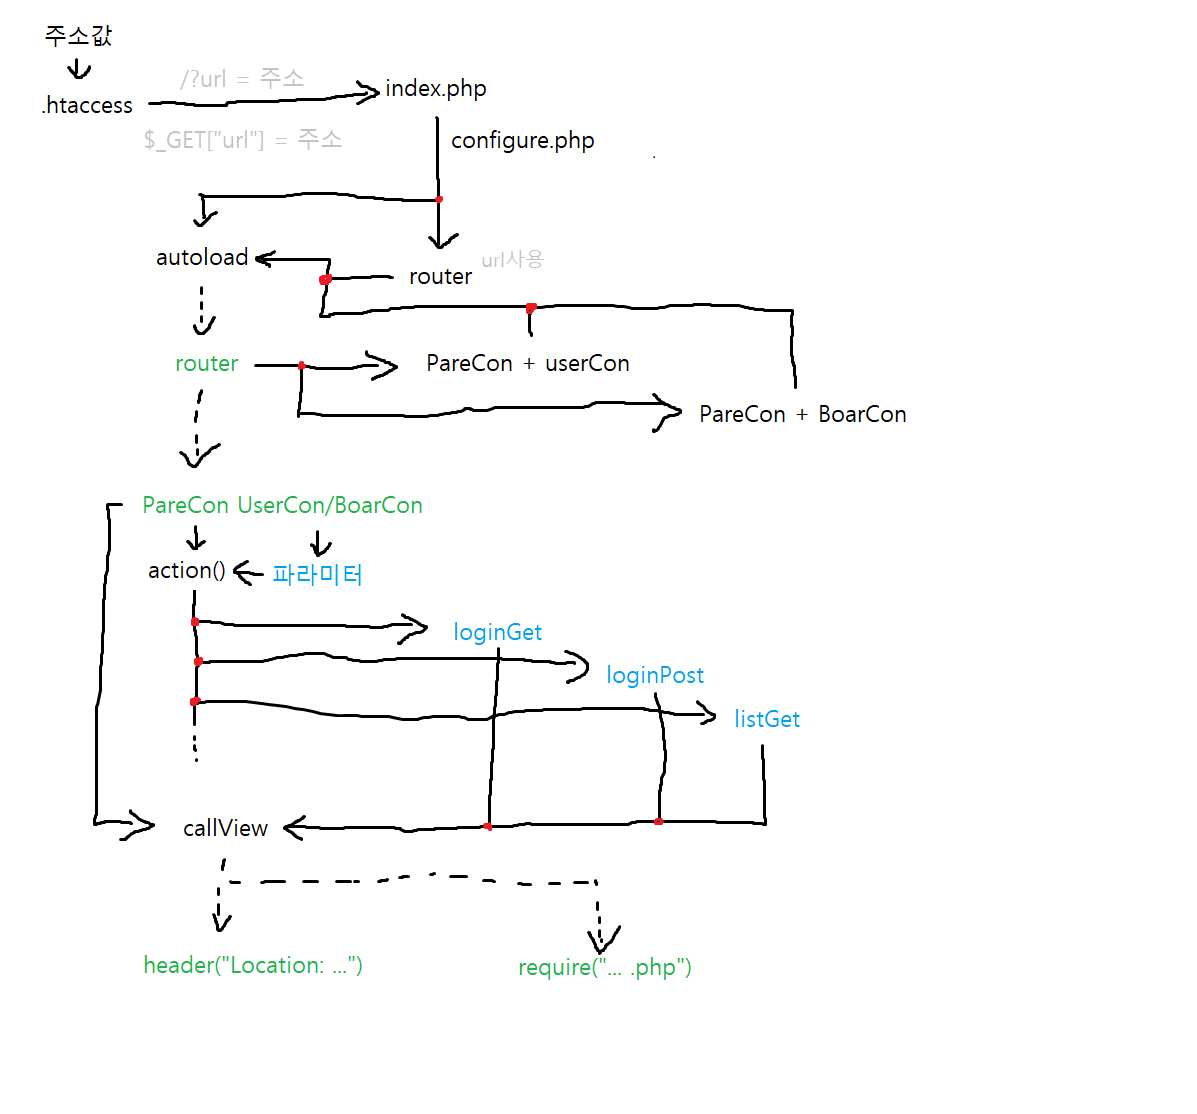 주소값
/?url = 주소
.htaccess
index.php
$_GET["url"] = 주소
configure.php
autoload
url사용
router
router
PareCon + userCon
PareCon + BoarCon
PareCon UserCon/BoarCon
action()
파라미터
loginGet
loginPost
listGet
callView
header("Location: ...")
require("... .php")